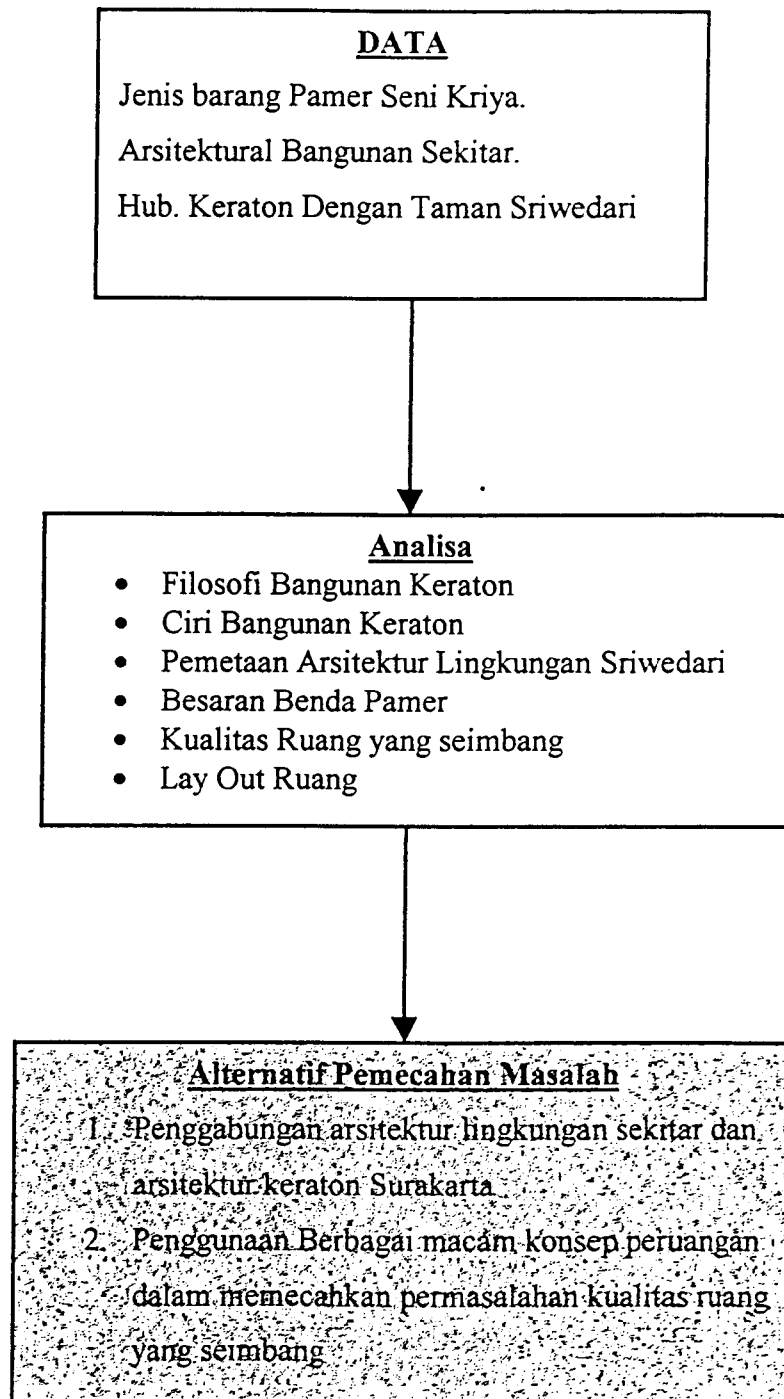 DATA
Jenis barang Pamer Seni Kriya.
Arsitektural Bangunan Sekitar.
Hub. Keraton Dengan Taman Sriwedari
Analisa
• Filosofi Bangunan Keraton
• Ciri Bangunan Keraton
• Pemetaan Arsitektur Lingkungan Sriwedari
• Besaran Benda Pamer
• Kualitas Ruang yang seimbang
• Lay Out Ruang
Alternatif Pemecahan Masalah
1. Penggabungan arsitektur lingkungan sekitar dan
arsitektur keraton Surakarta
2. Penggunaan Berbagai macam konsep peruangan
dalam memecahkan permasalahan kualitas ruang
yang seimbang